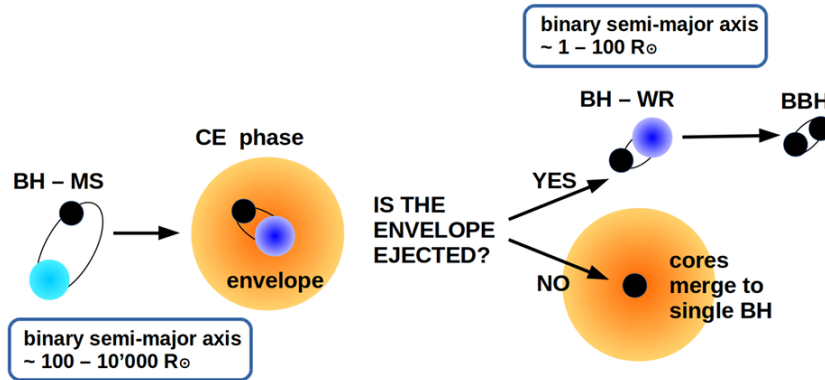 BH – MS
binary semi-major axis
~ 100 – 10’000 R⊙
CE phase
envelope
IS THE
ENVELOPE
EJECTED?
YES
NO
binary semi-major axis
~ 1 – 100 R⊙
BH – WR
BBH
cores
merge to
single BH